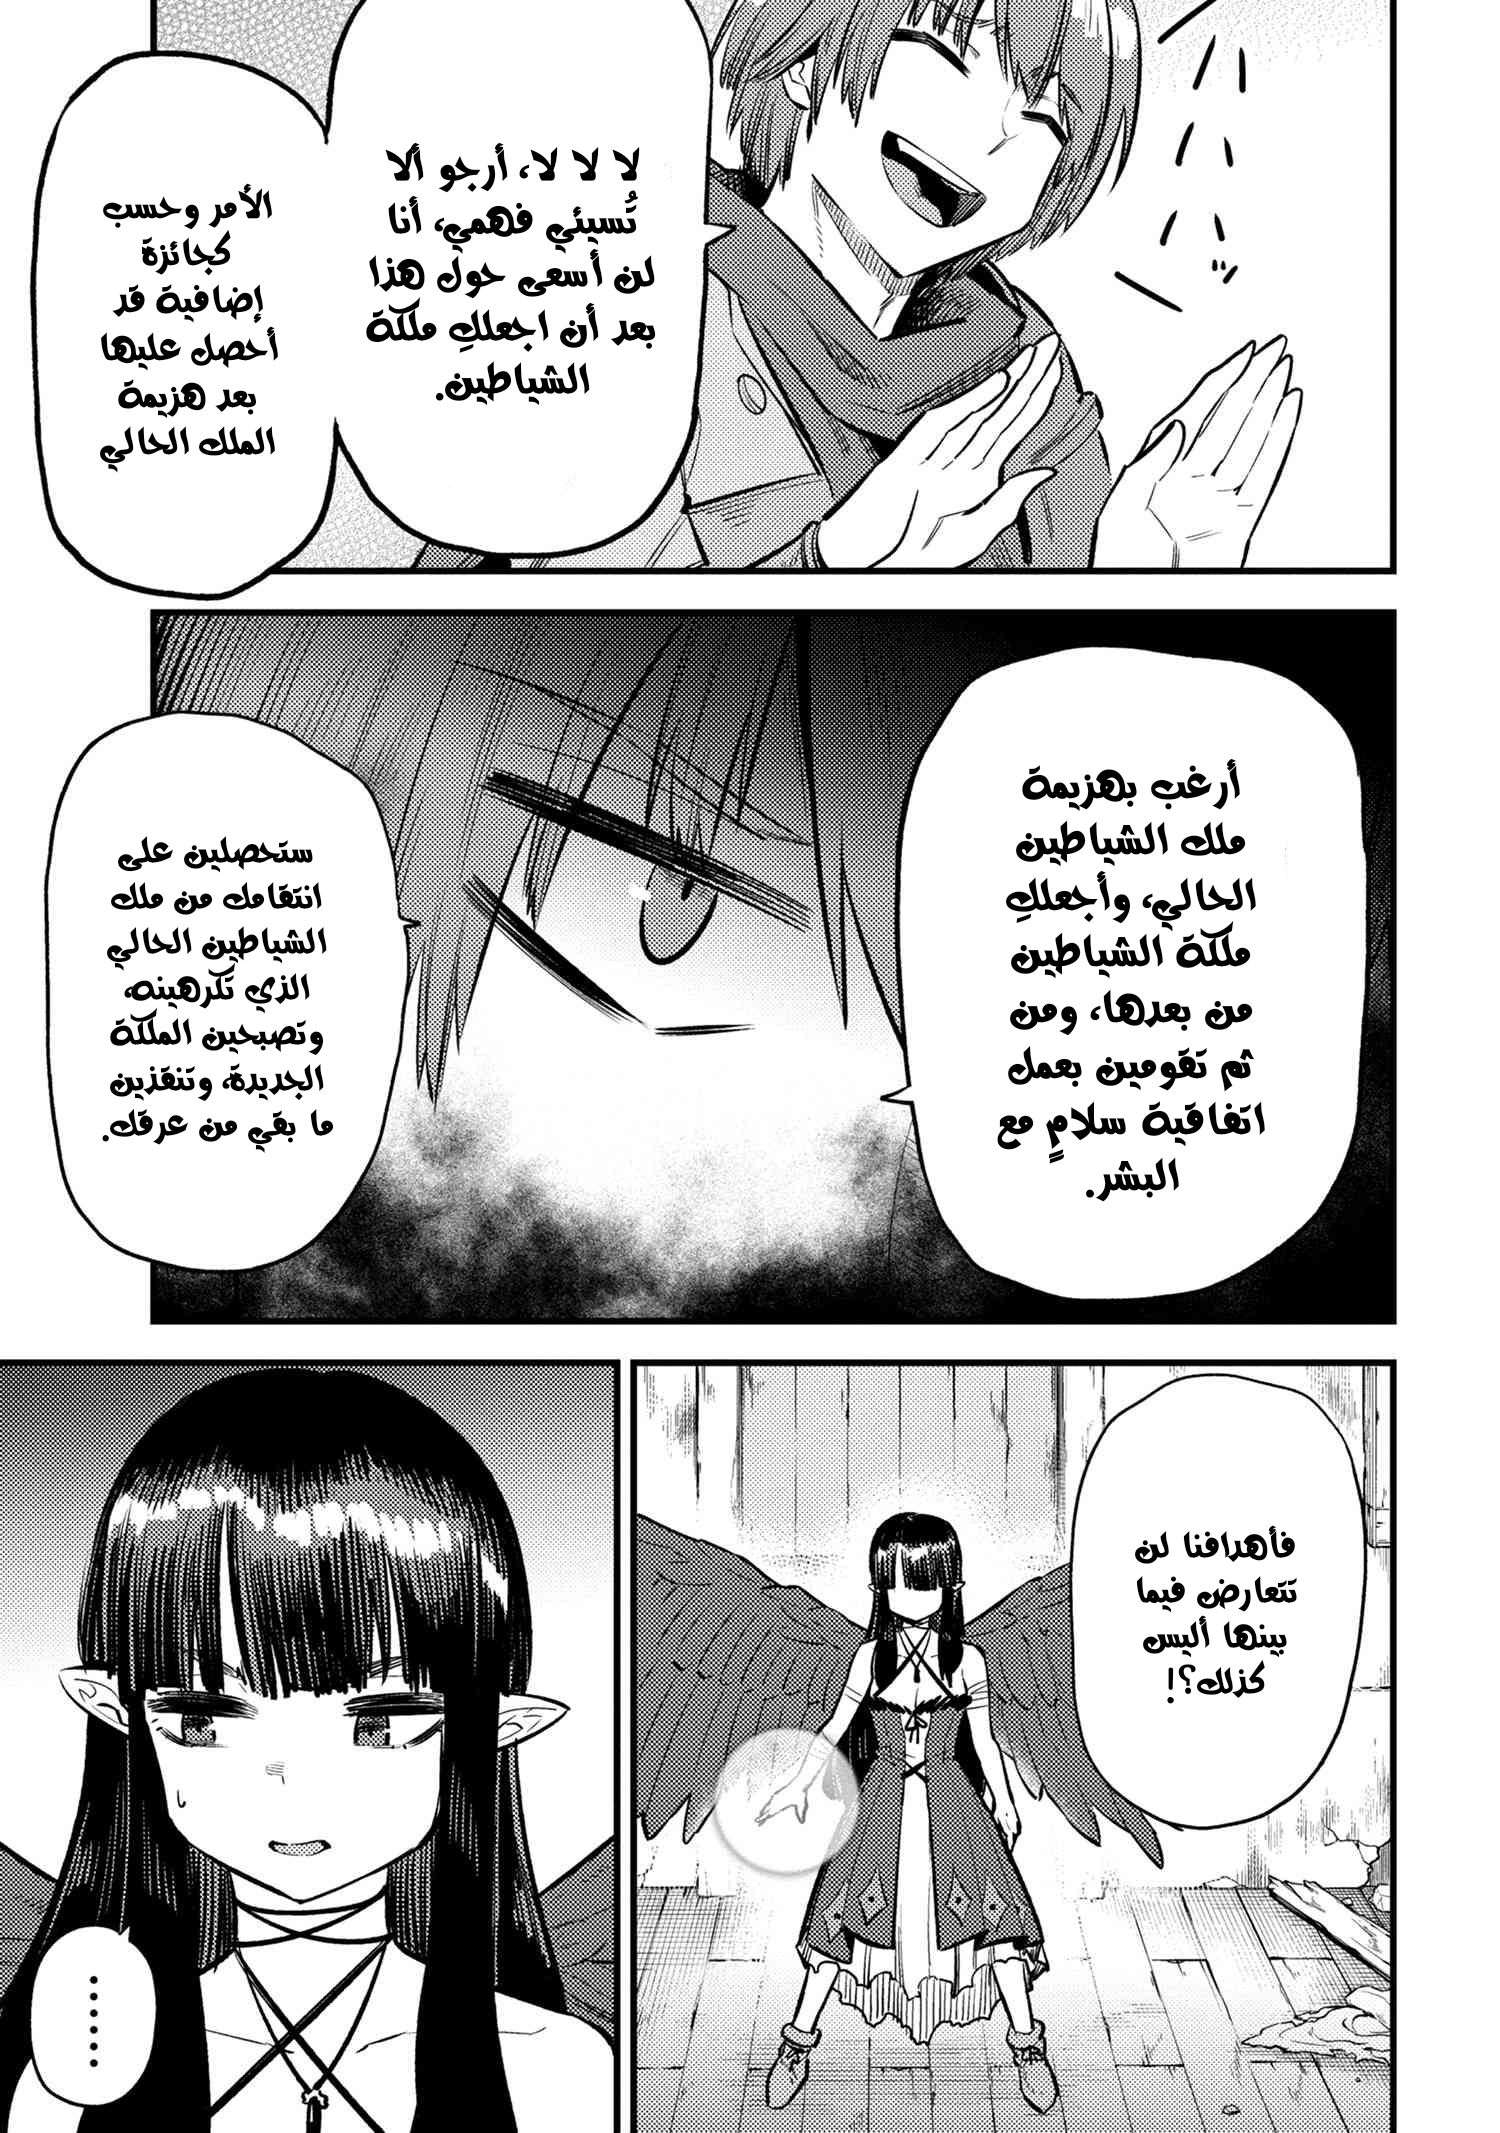 لا لا لا، أرجو ألا
تُسيئي فهمي، أنا
لن أسعى حول هذا
بعد أن اجعلكِ ملكة
الشياطين.
الأمر وحسب
كجائزة
إضافية قد
أحصل عليها
بعد هزيمة
الملك الحالي
أرغب بهزيمة
ملك الشياطين
الحالي، وأجعلكِ
ملكة الشياطين
من بعدها، ومن
ثم تقومين بعمل
اتفاقية سلامٍ مع
البشر.
ستحصلين على
انتقامك من ملك
الشياطين الحالي
الذي تكرهينه،
وتصبحين الملكة
الجديدة، وتنقذين
ما بقي من عرقك.
فأهدافنا لن
تتعارض فيما
بينها أليس
كذلك؟!
......